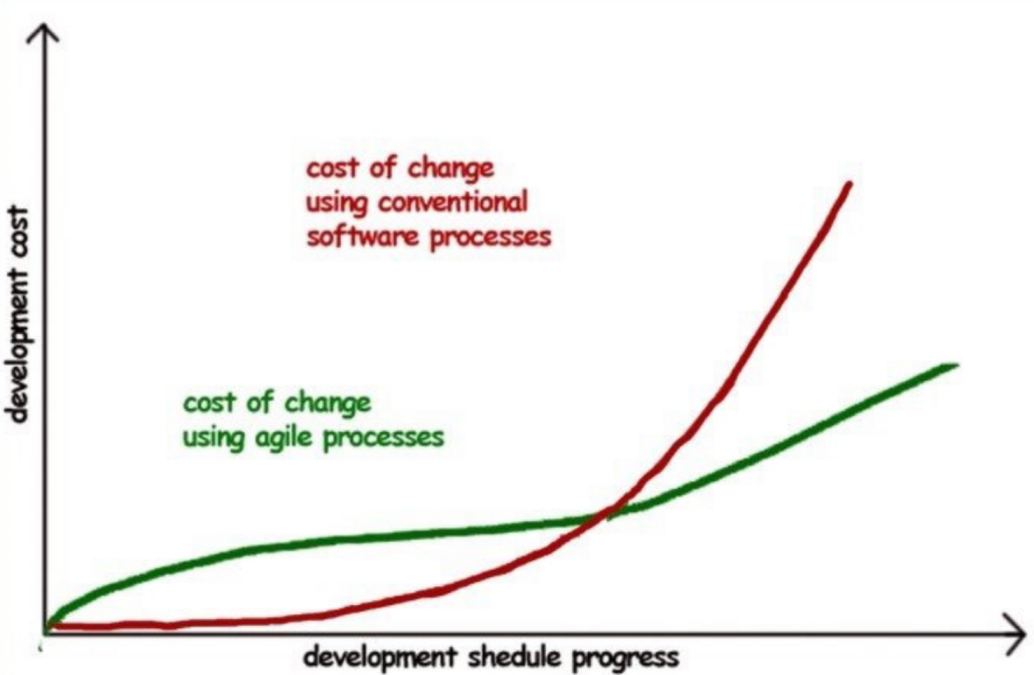 cost of change
using conventional
software processes
development cost
cost of change
using agile processes
development shedule progress